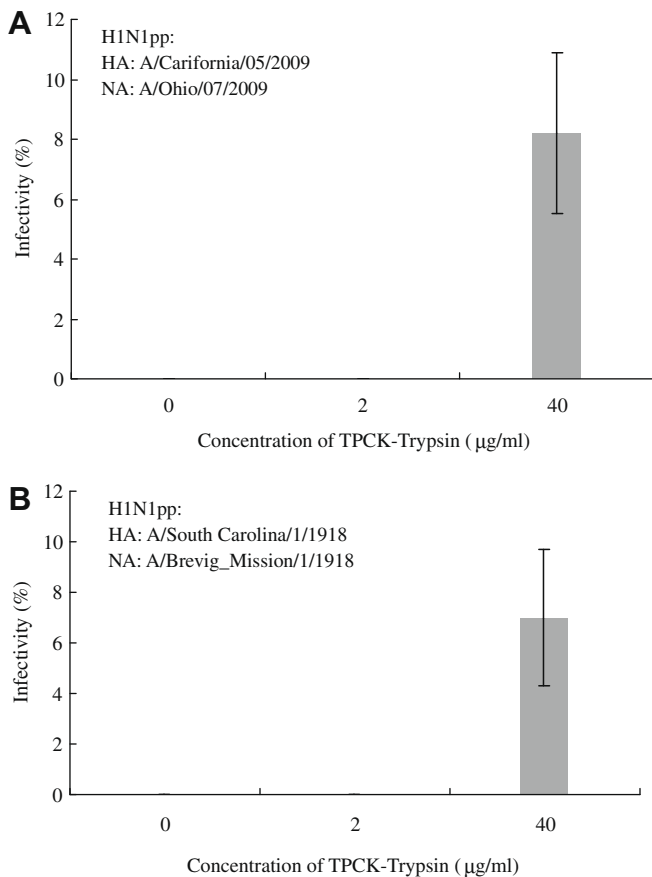 A
H1N1pp:
HA: A/Carifornia/05/2009
NA: A/Ohio/07/2009
Infectivity (%)
12
10
8
6
4
2
0
0 2 40
Concentration of TPCK-Trypsin ( μg/ml)
B
H1N1pp:
HA: A/South Carolina/1/1918
NA: A/Brevig_Mission/1/1918
Infectivity (%)
12
10
8
6
4
2
0
0 2 40
Concentration of TPCK-Trypsin ( μg/ml)